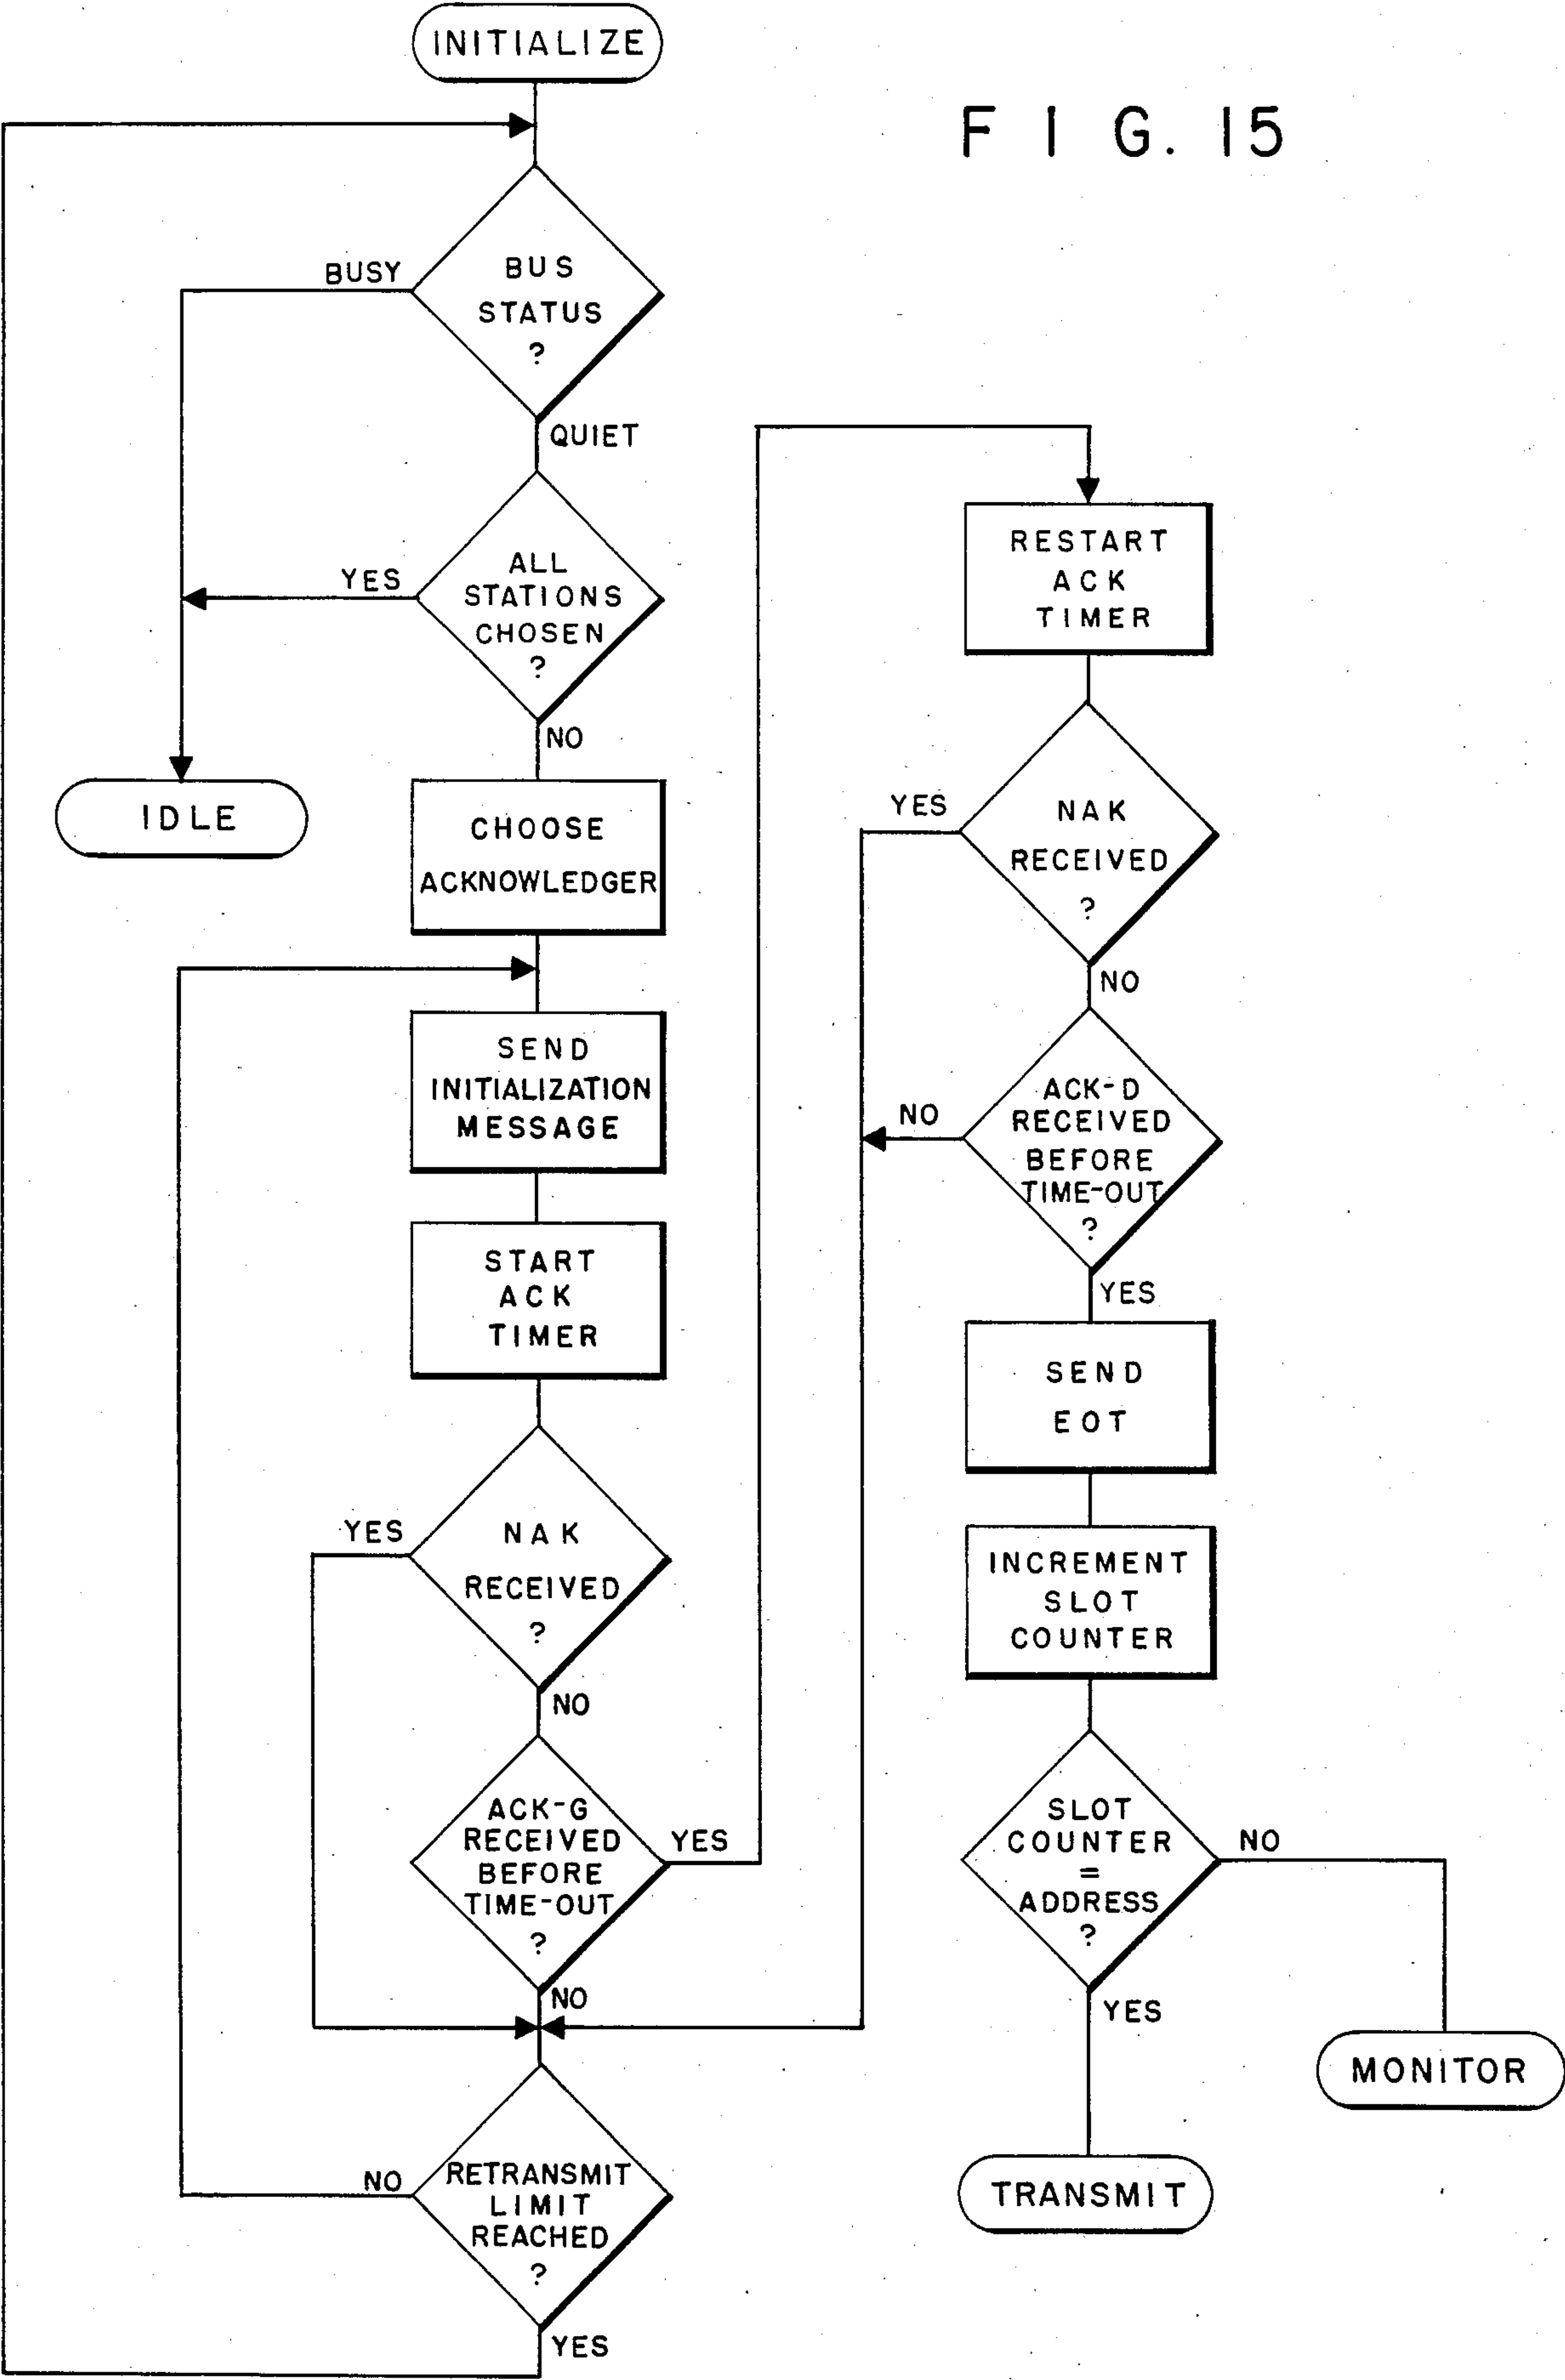 INITIALIZE
F I G. 15
BUSY
BUS
STATUS
?
QUIET
YES
ALL
STATIONS
CHOSEN
?
NO
IDLE
CHOOSE
ACKNOWLEDGER
SEND
INITIALIZATION
MESSAGE
START
ACK
TIMER
YES
NAK
RECEIVED
?
NO
ACK-G
RECEIVED
BEFORE
TIME-OUT
?
YES
NO
NO
RETRANSMIT
LIMIT
REACHED
?
YES
RESTART
ACK
TIMER
YES
NAK
RECEIVED
?
NO
NO
ACK-D
RECEIVED
BEFORE
TIME-OUT
?
YES
SEND
EOT
INCREMENT
SLOT
COUNTER
SLOT
COUNTER
=
ADDRESS
?
NO
YES
MONITOR
TRANSMIT